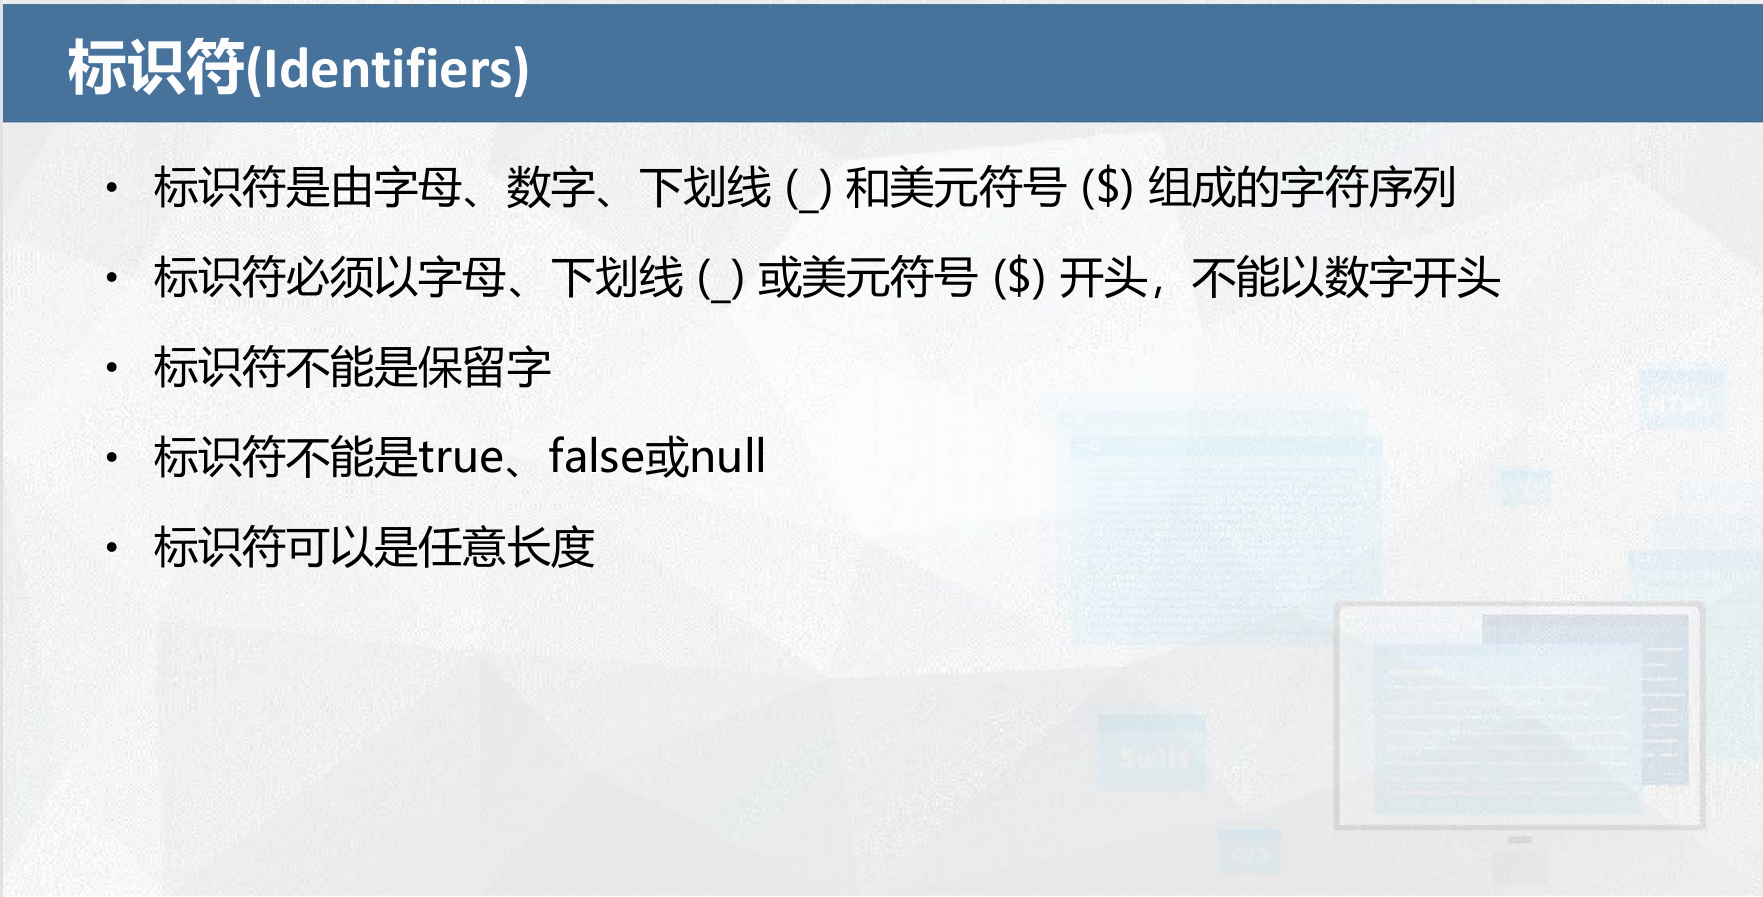 标识符(Identifiers)
• 标识符是由字母、数字、下划线 (_) 和美元符号 ($) 组成的字符序列
• 标识符必须以字母、下划线 (_) 或美元符号 ($) 开头，不能以数字开头
• 标识符不能是保留字
• 标识符不能是true、false或null
• 标识符可以是任意长度
HTML
Swift
</>